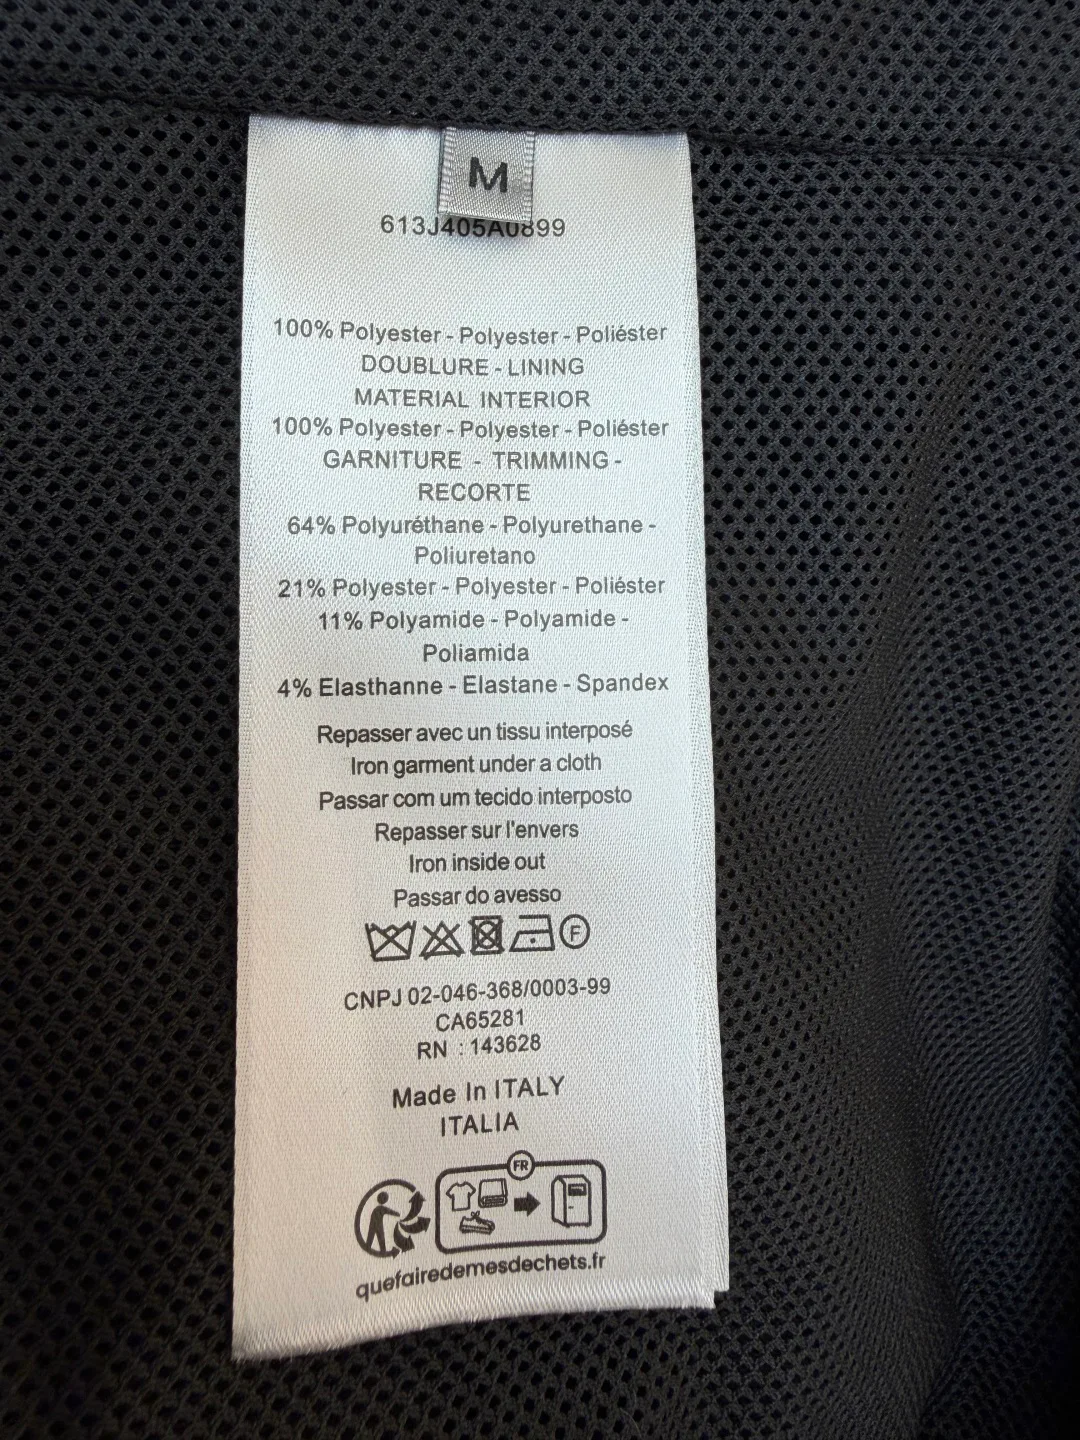 M
613J405A0899
100% Polyester - Polyester - Poliéster
DOUBLURE - LINING
MATERIAL INTERIOR
100% Polyester - Polyester - Poliéster
GARNITURE - TRIMMING -
RECORTE
64% Polyuréthane - Polyurethane -
Poliuretano
21% Polyester - Polyester - Poliéster
11% Polyamide - Polyamide -
Poliamida
4% Elasthanne - Elastane - Spandex
Repasser avec un tissu interposé
Iron garment under a cloth
Passar com um tecido interposto
Repasser sur l'envers
Iron inside out
Passar do avesso
F
CNPJ 02-046-368/0003-99
CA65281
RN : 143628
Made In ITALY
ITALIA
FR
quefairedemesdechets.fr